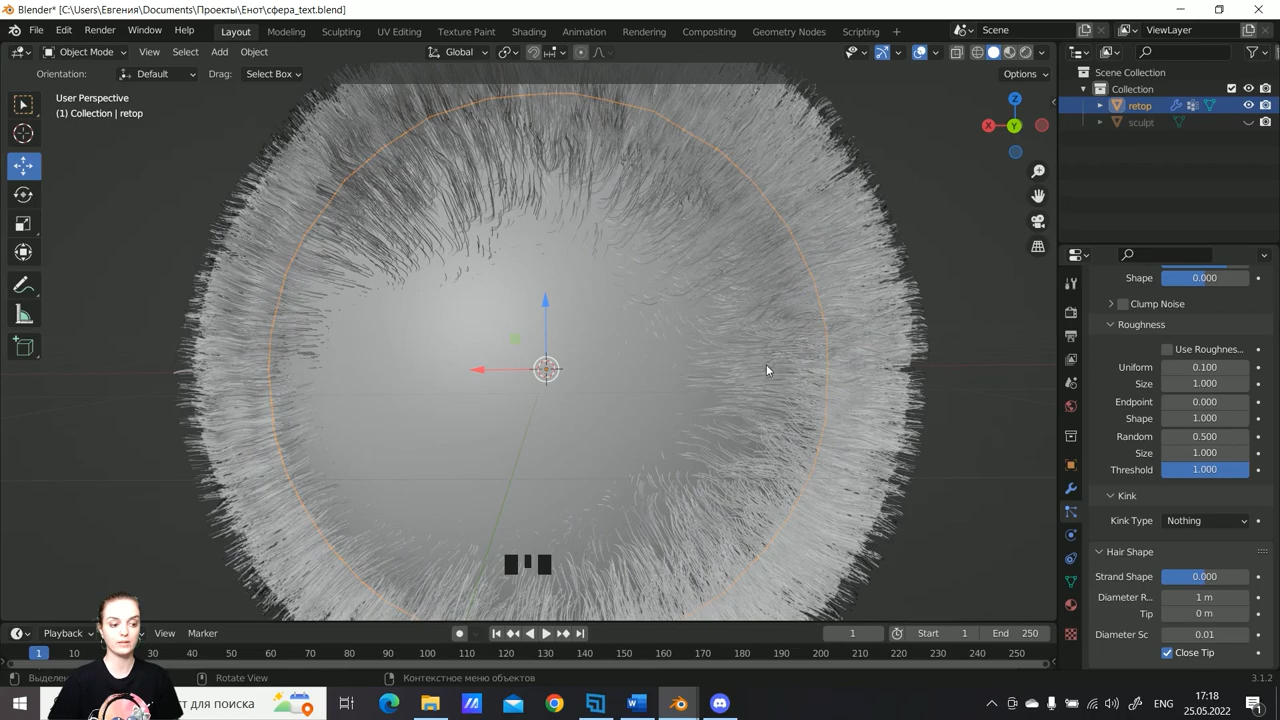 Blender* [C:\Users\Евгения\Documents\Проекты\Енот\сфера_text.blend]
File Edit Render Window Help Layout Modeling Sculpting UV Editing Texture Paint Shading Animation Rendering Compositing Geometry Nodes Scripting + Scene ViewLayer
Object Mode View Select Add Object Global
Orientation: Default Drag: Select Box Options
Scene Collection
Collection
retop
sculpt
User Perspective
(1) Collection | retop
Z
X
Y
Shape 0.000
Clump Noise
Roughness
Use Roughnes...
Uniform 0.100
Size 1.000
Endpoint 0.000
Shape 1.000
Random 0.500
Size 1.000
Threshold 1.000
Kink
Kink Type Nothing
Hair Shape
Strand Shape 0.000
Diameter R... 1 m
Tip 0 m
Diameter Sc 0.01
Close Tip
Playback View Marker 1 Start 1 End 250
1 10 20 30 40 50 60 70 80 90 100 110 120 130 140 150 160 170 180 190 200 210 220 230 240 250
Rotate View Контекстное меню объектов 3.1.2
ст для поиска ENG 17:18
25.05.2022